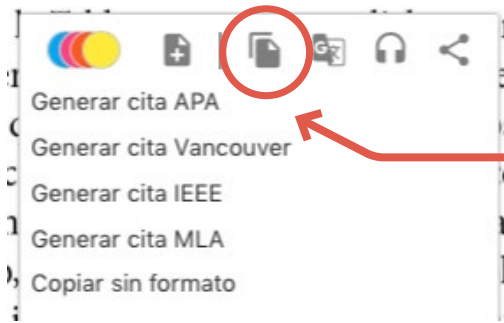 Generar cita APA
Generar cita Vancouver
Generar cita IEEE
Generar cita MLA
Copiar sin formato